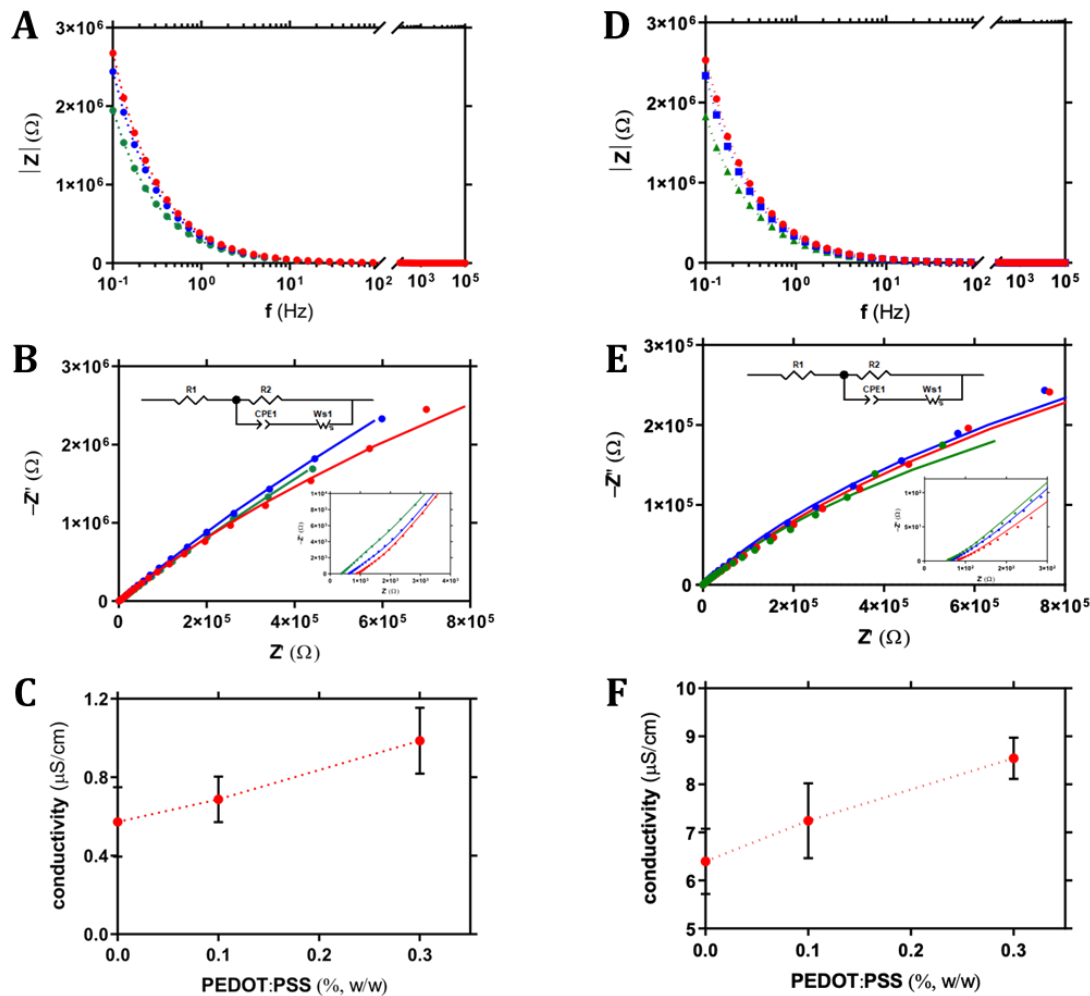 A
3×10⁶
2×10⁶
1×10⁶
0
|Z| (Ω)
10⁻¹ 10⁰ 10¹ 10² 10³ 10⁵
f (Hz)
D
3×10⁶
2×10⁶
1×10⁶
0
|Z| (Ω)
10⁻¹ 10⁰ 10¹ 10² 10³ 10⁵
f (Hz)
B
3×10⁶
2×10⁶
1×10⁶
0
-Z'' (Ω)
R1 R2
CPE1 Ws1
0 2×10⁵ 4×10⁵ 6×10⁵ 8×10⁵
Z' (Ω)
E
3×10⁵
2×10⁵
1×10⁵
0
-Z'' (Ω)
R1 R2
CPE1 Ws1
0 2×10⁵ 4×10⁵ 6×10⁵ 8×10⁵
Z' (Ω)
C
1.2
0.8
0.4
0.0
conductivity (µS/cm)
0.0 0.1 0.2 0.3
PEDOT:PSS (%, w/w)
F
10
9
8
7
6
5
conductivity (µS/cm)
0.0 0.1 0.2 0.3
PEDOT:PSS (%, w/w)